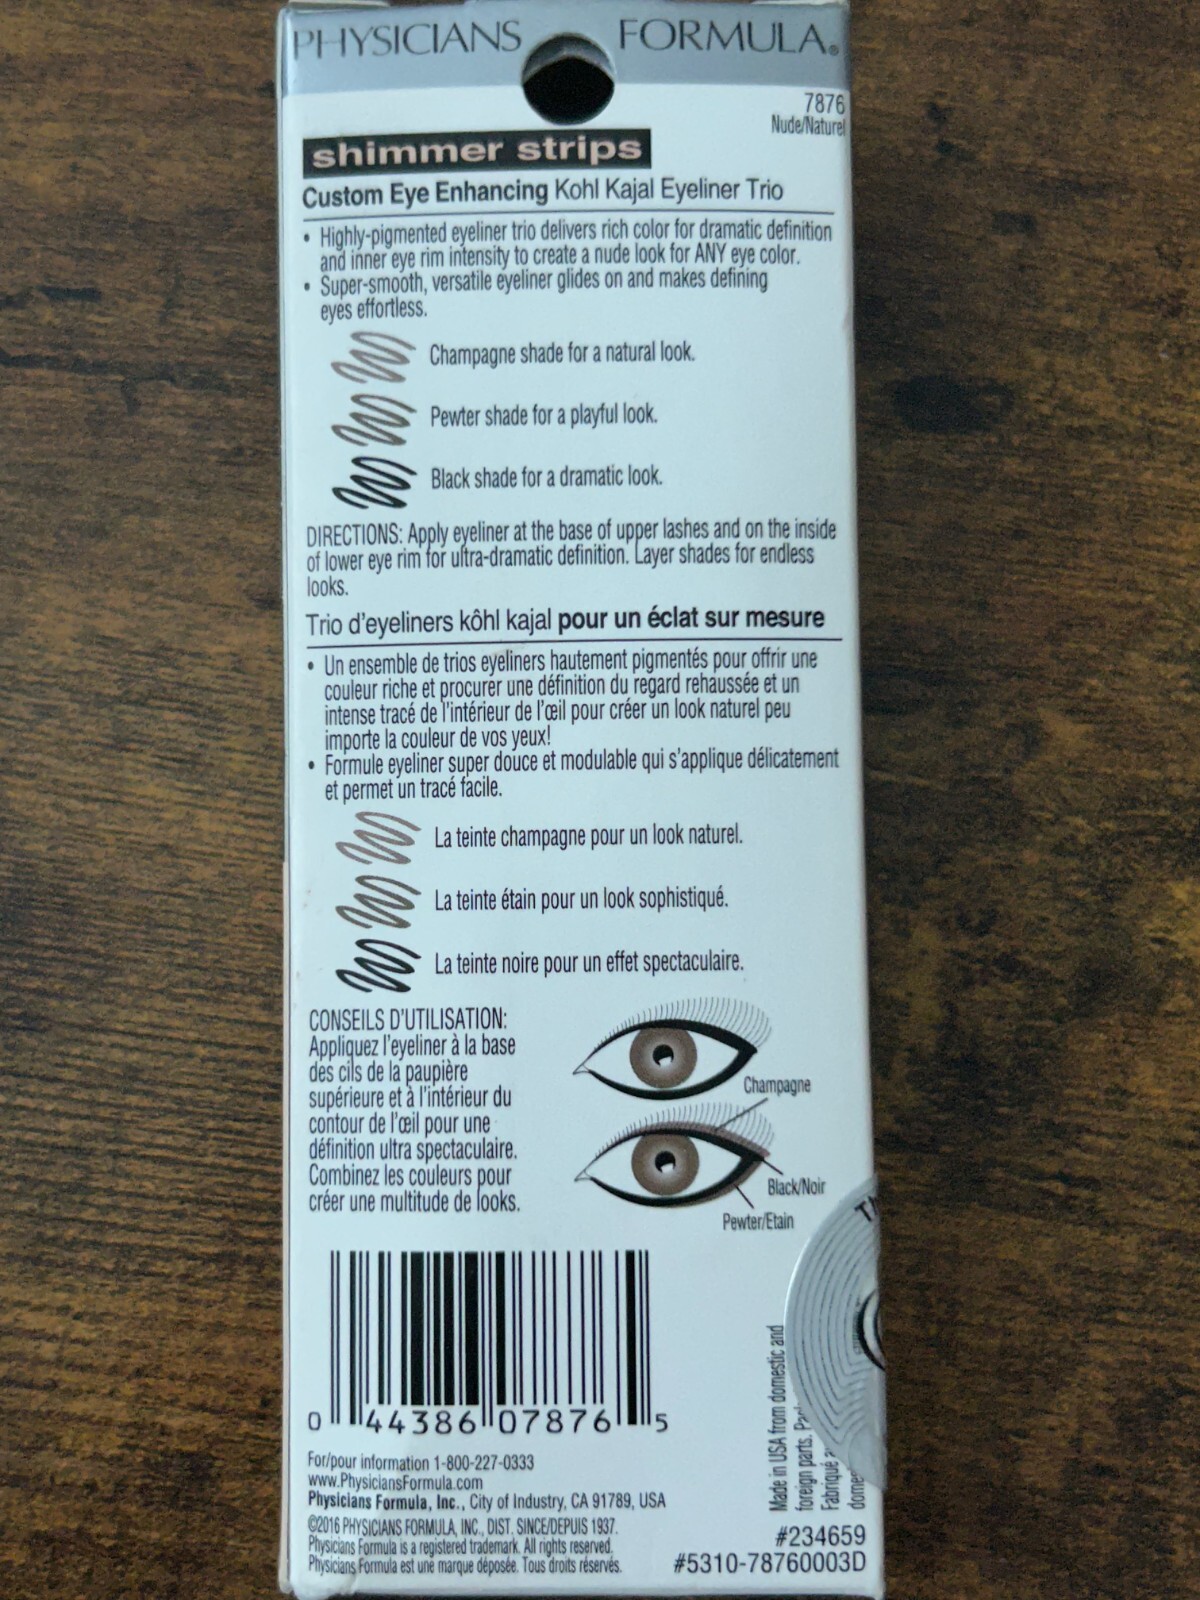 PHYSICIANS FORMULA®
7876
Nude/Naturel
shimmer strips
Custom Eye Enhancing Kohl Kajal Eyeliner Trio
• Highly-pigmented eyeliner trio delivers rich color for dramatic definition
and inner eye rim intensity to create a nude look for ANY eye color.
• Super-smooth, versatile eyeliner glides on and makes defining
eyes effortless.
Champagne shade for a natural look.
Pewter shade for a playful look.
Black shade for a dramatic look.
DIRECTIONS: Apply eyeliner at the base of upper lashes and on the inside
of lower eye rim for ultra-dramatic definition. Layer shades for endless
looks.
Trio d'eyeliners kôhl kajal pour un éclat sur mesure
• Un ensemble de trios eyeliners hautement pigmentés pour offrir une
couleur riche et procurer une définition du regard rehaussée et un
intense tracé de l'intérieur de l'œil pour créer un look naturel peu
importe la couleur de vos yeux!
• Formule eyeliner super douce et modulable qui s'applique délicatement
et permet un tracé facile.
La teinte champagne pour un look naturel.
La teinte étain pour un look sophistiqué.
La teinte noire pour un effet spectaculaire.
CONSEILS D'UTILISATION:
Appliquez l'eyeliner à la base
des cils de la paupière
supérieure et à l'intérieur du
contour de l'œil pour une
définition ultra spectaculaire.
Combinez les couleurs pour
créer une multitude de looks.
Champagne
Black/Noir
Pewter/Etain
0 44386 07876 5
Made in USA from domestic and
foreign parts.
Fabriqué
For/pour information 1-800-227-0333
www.PhysiciansFormula.com
Physicians Formula, Inc., City of Industry, CA 91789, USA
©2016 PHYSICIANS FORMULA, INC., DIST. SINCE/DEPUIS 1937.
Physicians Formula is a registered trademark. All rights reserved.
Physicians Formula est une marque déposée. Tous droits réservés.
#234659
#5310-78760003D